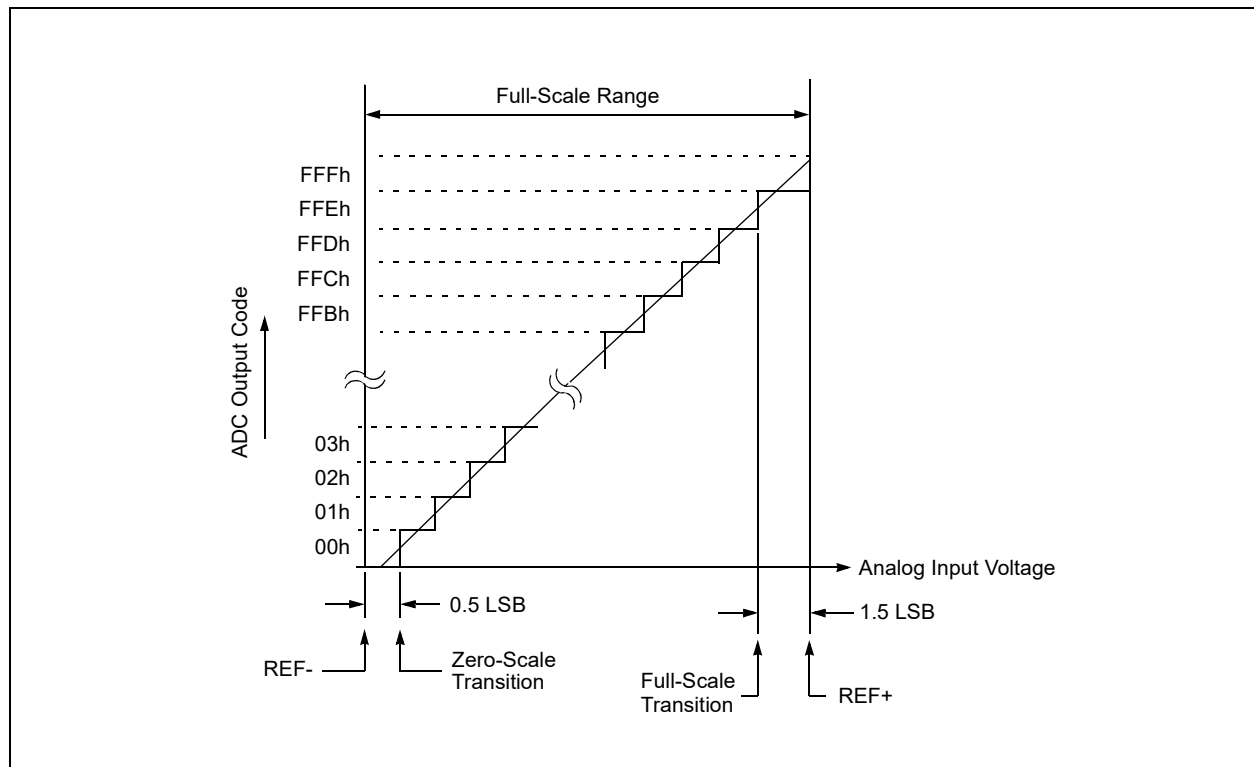 Full-Scale Range
FFFh
FFEh
FFDh
FFCh
FFBh
ADC Output Code
03h
02h
01h
00h
Analog Input Voltage
0.5 LSB
1.5 LSB
REF-
Zero-Scale
Transition
Full-Scale
Transition
REF+